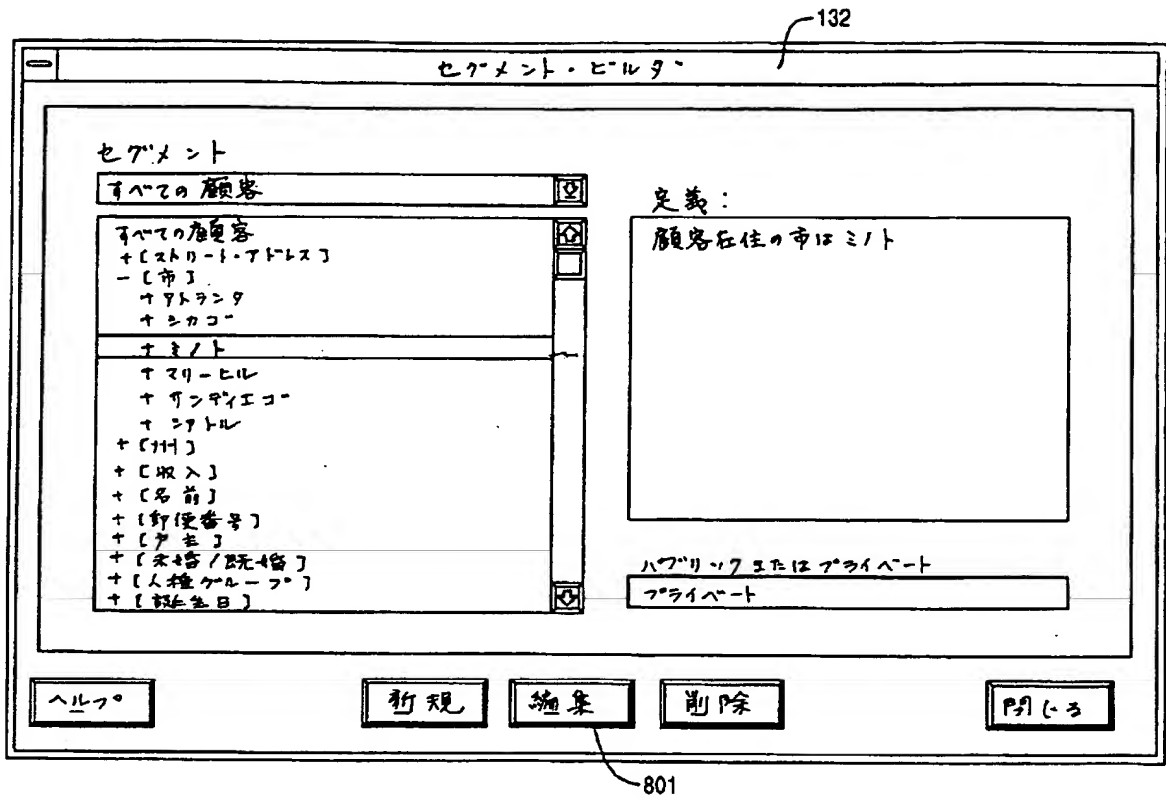 132
セグメント・ビルダ
セグメント
すべての顧客
すべての顧客
+[ストリート・アドレス]
-[市]
+アトランタ
+シカゴ
+ミノト
+マリーヒル
+サンディエゴ
+シアトル
+[州]
+[収入]
+[名前]
+[郵便番号]
+[戸主]
+[未婚/既婚]
+[人種グループ]
+[誕生日]
定義:
顧客在住の市はミノト
パブリックまたはプライベート
プライベート
ヘルプ
新規
編集
削除
閉じる
801